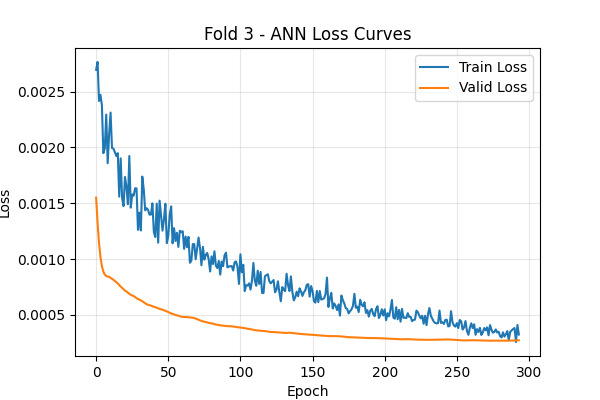 Fold 3 - ANN Loss Curves
Train Loss
Valid Loss
Loss
0.0025
0.0020
0.0015
0.0010
0.0005
0 50 100 150 200 250 300
Epoch